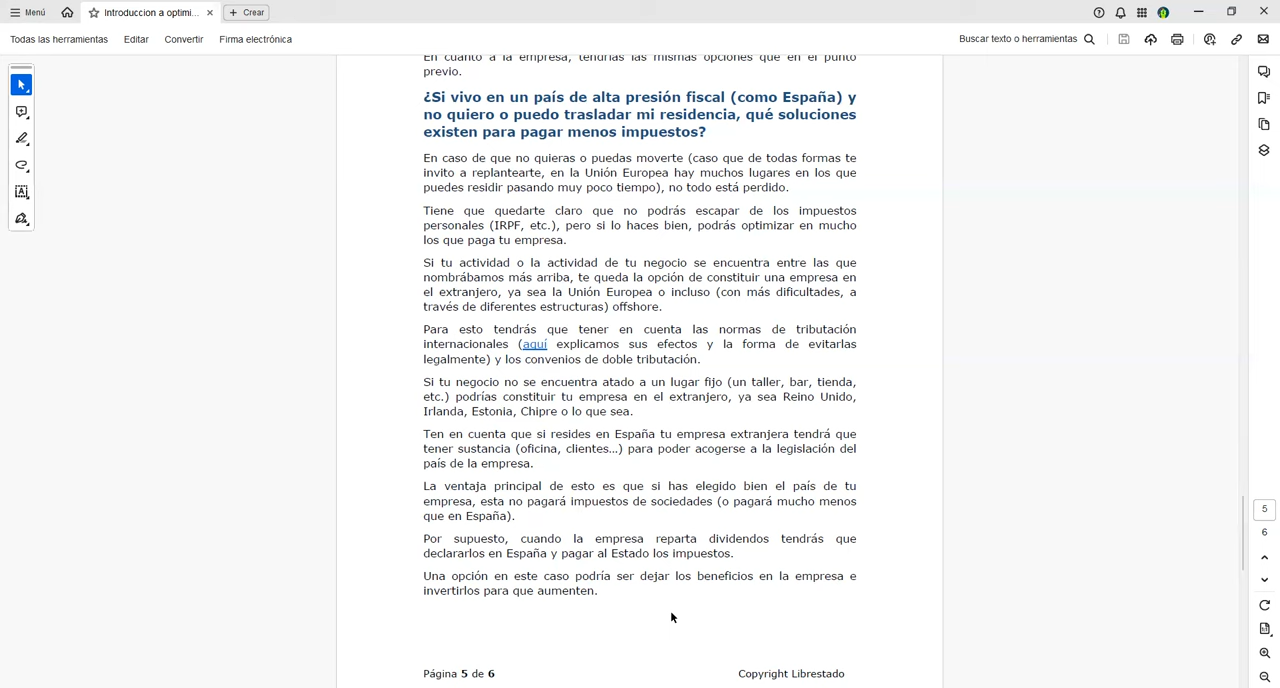 Menú
Introduccion a optimi...
Crear
Todas las herramientas
Editar
Convertir
Firma electrónica
Buscar texto o herramientas
En cuanto a la empresa, tendrías las mismas opciones que en el punto
previo.
¿Si vivo en un país de alta presión fiscal (como España) y
no quiero o puedo trasladar mi residencia, qué soluciones
existen para pagar menos impuestos?
En caso de que no quieras o puedas moverte (caso que de todas formas te
invito a replantearte, en la Unión Europea hay muchos lugares en los que
puedes residir pasando muy poco tiempo), no todo está perdido.
Tiene que quedarte claro que no podrás escapar de los impuestos
personales (IRPF, etc.), pero si lo haces bien, podrás optimizar en mucho
los que paga tu empresa.
Si tu actividad o la actividad de tu negocio se encuentra entre las que
nombrábamos más arriba, te queda la opción de constituir una empresa en
el extranjero, ya sea la Unión Europea o incluso (con más dificultades, a
través de diferentes estructuras) offshore.
Para esto tendrás que tener en cuenta las normas de tributación
internacionales (aquí explicamos sus efectos y la forma de evitarlas
legalmente) y los convenios de doble tributación.
Si tu negocio no se encuentra atado a un lugar fijo (un taller, bar, tienda,
etc.) podrías constituir tu empresa en el extranjero, ya sea Reino Unido,
Irlanda, Estonia, Chipre o lo que sea.
Ten en cuenta que si resides en España tu empresa extranjera tendrá que
tener sustancia (oficina, clientes...) para poder acogerse a la legislación del
país de la empresa.
La ventaja principal de esto es que si has elegido bien el país de tu
empresa, esta no pagará impuestos de sociedades (o pagará mucho menos
que en España).
Por supuesto, cuando la empresa reparta dividendos tendrás que
declararlos en España y pagar al Estado los impuestos.
Una opción en este caso podría ser dejar los beneficios en la empresa e
invertirlos para que aumenten.
Página 5 de 6
Copyright Librestado
5
6